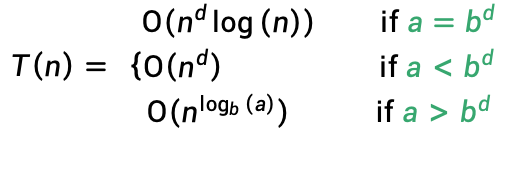 O(n^d log (n)) if a = b^d
T(n) = {O(n^d) if a < b^d
O(n^log_b (a)) if a > b^d